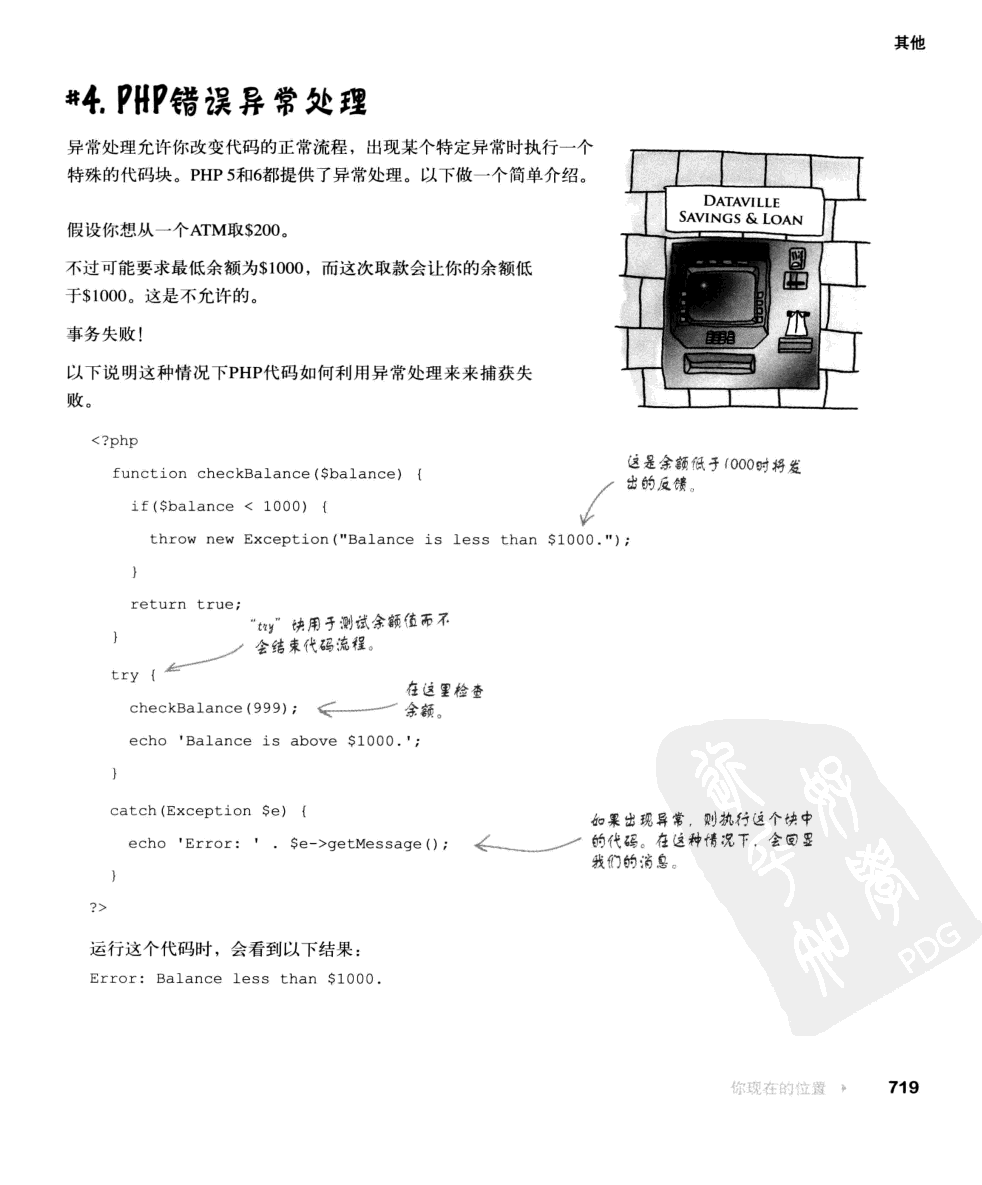 其他
#4. PHP错误异常处理
异常处理允许你改变代码的正常流程，出现某个特定异常时执行一个
特殊的代码块。PHP 5和6都提供了异常处理。以下做一个简单介绍。
假设你想从一个ATM取$200。
不过可能要求最低余额为$1000，而这次取款会让你的余额低
于$1000。这是不允许的。
事务失败！
以下说明这种情况下PHP代码如何利用异常处理来来捕获失
败。
DATAVILLE
SAVINGS & LOAN
<?php
function checkBalance($balance) {
if($balance < 1000) {
throw new Exception("Balance is less than $1000.");
}
return true;
}
try {
checkBalance(999);
echo 'Balance is above $1000.';
}
catch(Exception $e) {
echo 'Error: ' . $e->getMessage();
}
?>
这是余额低于1000时将发
出的反馈。
“try”块用于测试余额值而不
会结束代码流程。
在这里检查
余额。
如果出现异常，则执行这个块中
的代码。在这种情况下，会回显
我们的消息。
运行这个代码时，会看到以下结果：
Error: Balance less than $1000.
PDG
你现在的位置 ▸ 719